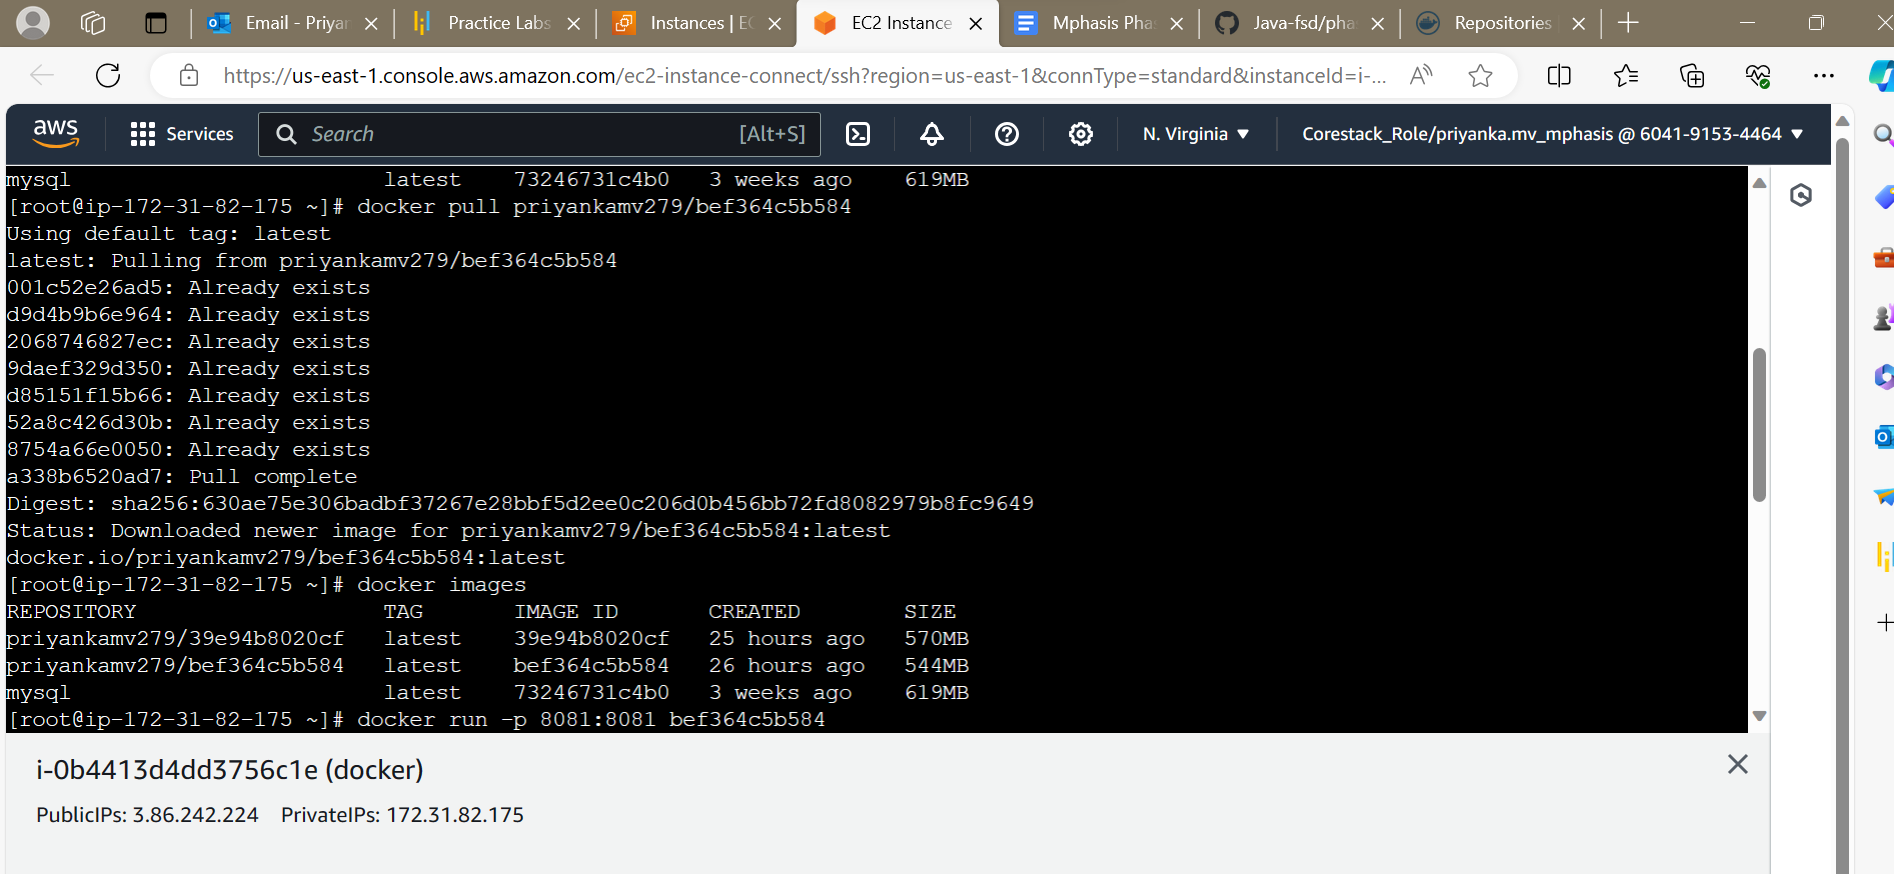 Email - Priyan
Practice Labs
Instances | EC
EC2 Instance
Mphasis Phas
Java-fsd/pha
Repositories
https://us-east-1.console.aws.amazon.com/ec2-instance-connect/ssh?region=us-east-1&connType=standard&instanceId=i-...
aws
Services
Search
[Alt+S]
N. Virginia
Corestack_Role/priyanka.mv_mphasis @ 6041-9153-4464
mysql latest 73246731c4b0 3 weeks ago 619MB
[root@ip-172-31-82-175 ~]# docker pull priyankamv279/bef364c5b584
Using default tag: latest
latest: Pulling from priyankamv279/bef364c5b584
001c52e26ad5: Already exists
d9d4b9b6e964: Already exists
2068746827ec: Already exists
9daef329d350: Already exists
d85151f15b66: Already exists
52a8c426d30b: Already exists
8754a66e0050: Already exists
a338b6520ad7: Pull complete
Digest: sha256:630ae75e306badbf37267e28bbf5d2ee0c206d0b456bb72fd8082979b8fc9649
Status: Downloaded newer image for priyankamv279/bef364c5b584:latest
docker.io/priyankamv279/bef364c5b584:latest
[root@ip-172-31-82-175 ~]# docker images
REPOSITORY TAG IMAGE ID CREATED SIZE
priyankamv279/39e94b8020cf latest 39e94b8020cf 25 hours ago 570MB
priyankamv279/bef364c5b584 latest bef364c5b584 26 hours ago 544MB
mysql latest 73246731c4b0 3 weeks ago 619MB
[root@ip-172-31-82-175 ~]# docker run -p 8081:8081 bef364c5b584
i-0b4413d4dd3756c1e (docker)
PublicIPs: 3.86.242.224 PrivateIPs: 172.31.82.175